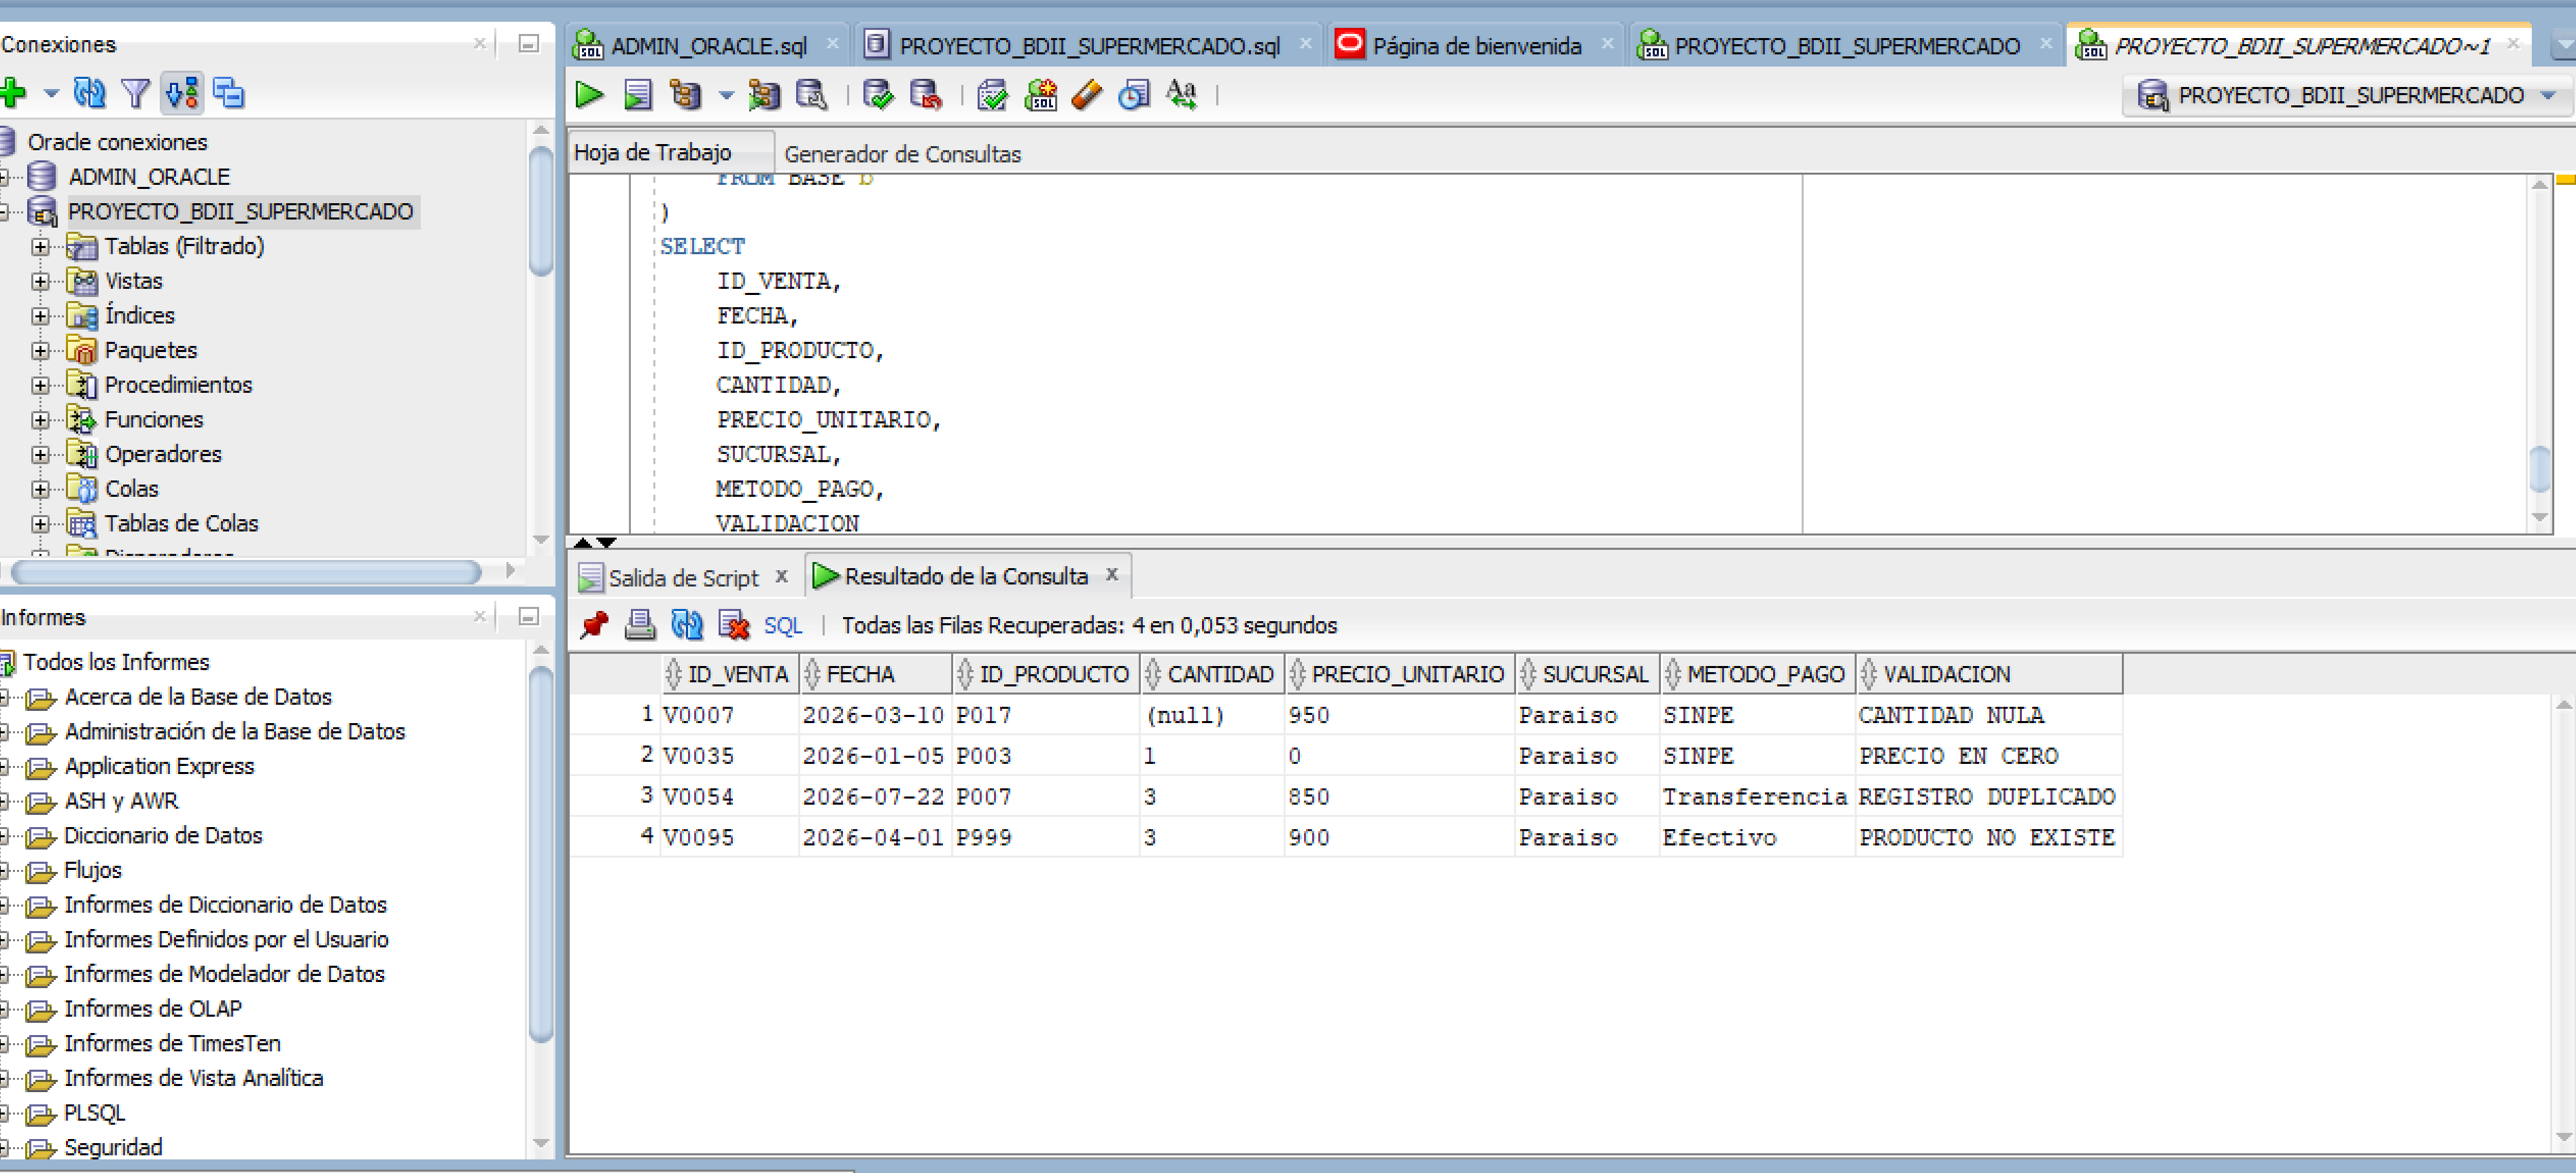 Conexiones
Oracle conexiones
ADMIN_ORACLE
PROYECTO_BDII_SUPERMERCADO
Tablas (Filtrado)
Vistas
Índices
Paquetes
Procedimientos
Funciones
Operadores
Colas
Tablas de Colas
Disparadores
Informes
Todos los Informes
Acerca de la Base de Datos
Administración de la Base de Datos
Application Express
ASH y AWR
Diccionario de Datos
Flujos
Informes de Diccionario de Datos
Informes Definidos por el Usuario
Informes de Modelador de Datos
Informes de OLAP
Informes de TimesTen
Informes de Vista Analítica
PLSQL
Seguridad
ADMIN_ORACLE.sql PROYECTO_BDII_SUPERMERCADO.sql Página de bienvenida PROYECTO_BDII_SUPERMERCADO PROYECTO_BDII_SUPERMERCADO~1
PROYECTO_BDII_SUPERMERCADO
Hoja de Trabajo Generador de Consultas
FROM BASE b
)
SELECT
ID_VENTA,
FECHA,
ID_PRODUCTO,
CANTIDAD,
PRECIO_UNITARIO,
SUCURSAL,
METODO_PAGO,
VALIDACION
Salida de Script x Resultado de la Consulta x
SQL | Todas las Filas Recuperadas: 4 en 0,053 segundos
ID_VENTA FECHA ID_PRODUCTO CANTIDAD PRECIO_UNITARIO SUCURSAL METODO_PAGO VALIDACION
1 V0007 2026-03-10 P017 (null) 950 Paraiso SINPE CANTIDAD NULA
2 V0035 2026-01-05 P003 1 0 Paraiso SINPE PRECIO EN CERO
3 V0054 2026-07-22 P007 3 850 Paraiso Transferencia REGISTRO DUPLICADO
4 V0095 2026-04-01 P999 3 900 Paraiso Efectivo PRODUCTO NO EXISTE